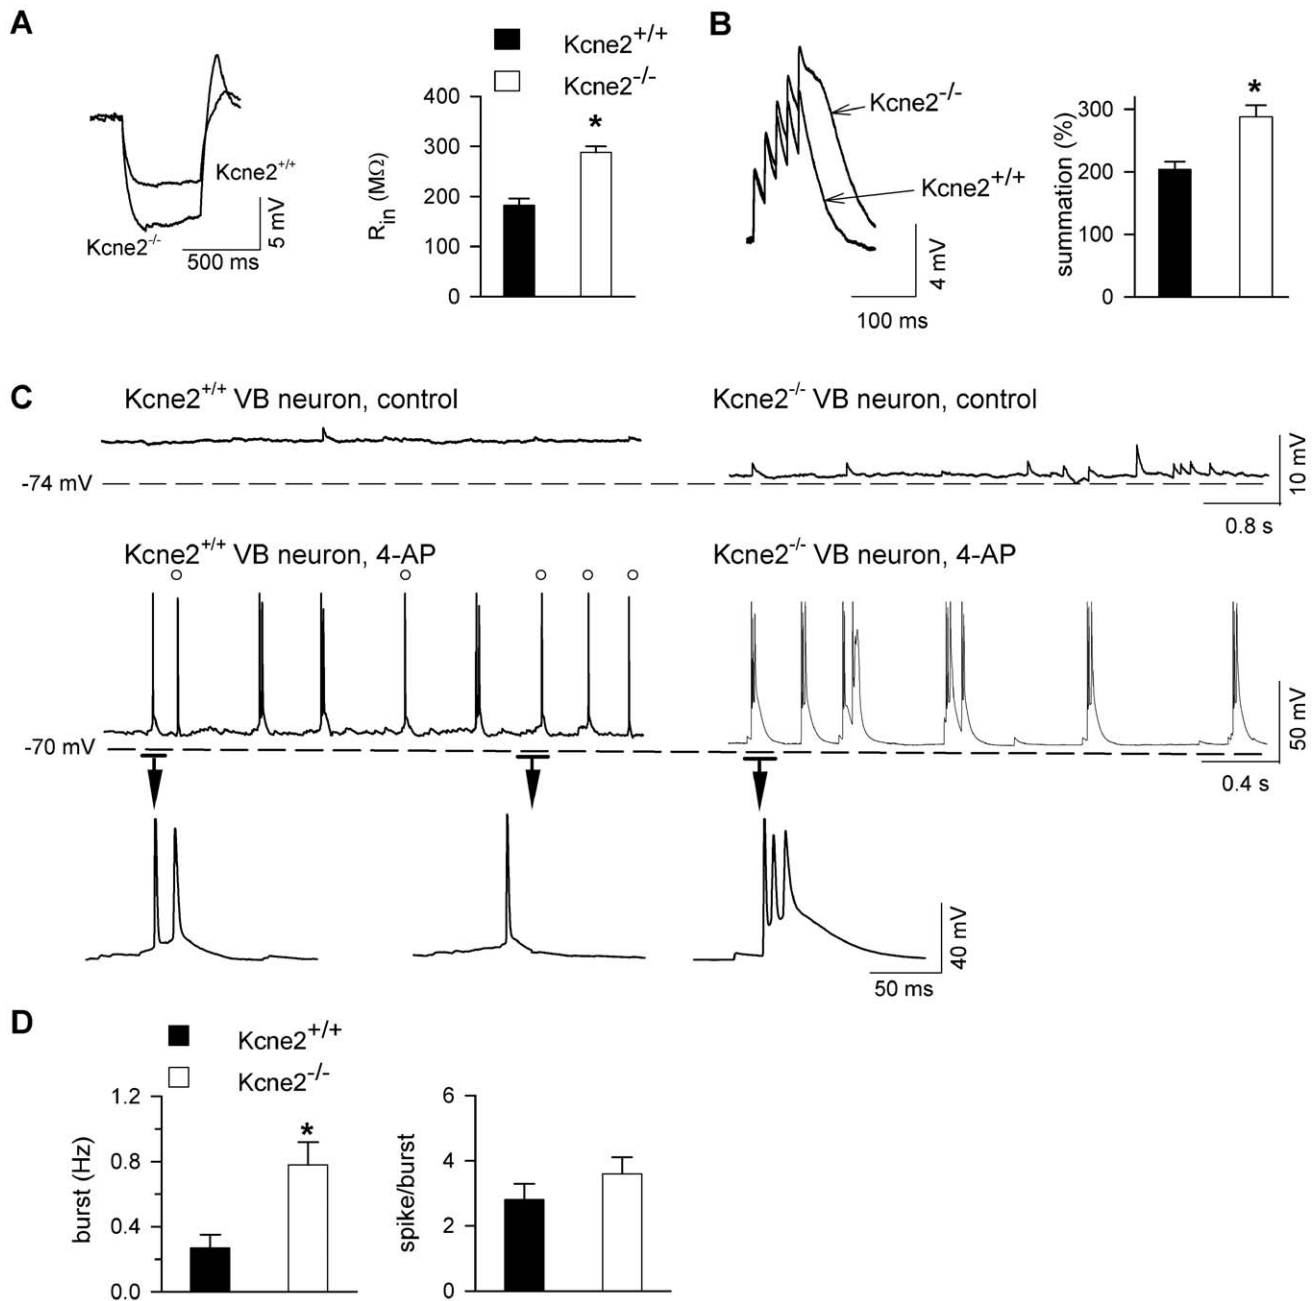 A
Kcne2+/+
Kcne2-/-
Kcne2+/+
Kcne2-/-
5 mV
500 ms
Rin (MΩ)
400
300
200
100
0
*
B
Kcne2-/-
Kcne2+/+
4 mV
100 ms
summation (%)
300
200
100
0
*
C
Kcne2+/+ VB neuron, control
Kcne2-/- VB neuron, control
-74 mV
10 mV
0.8 s
Kcne2+/+ VB neuron, 4-AP
Kcne2-/- VB neuron, 4-AP
-70 mV
50 mV
0.4 s
40 mV
50 ms
D
Kcne2+/+
Kcne2-/-
burst (Hz)
1.2
0.8
0.4
0.0
*
spike/burst
6
4
2
0